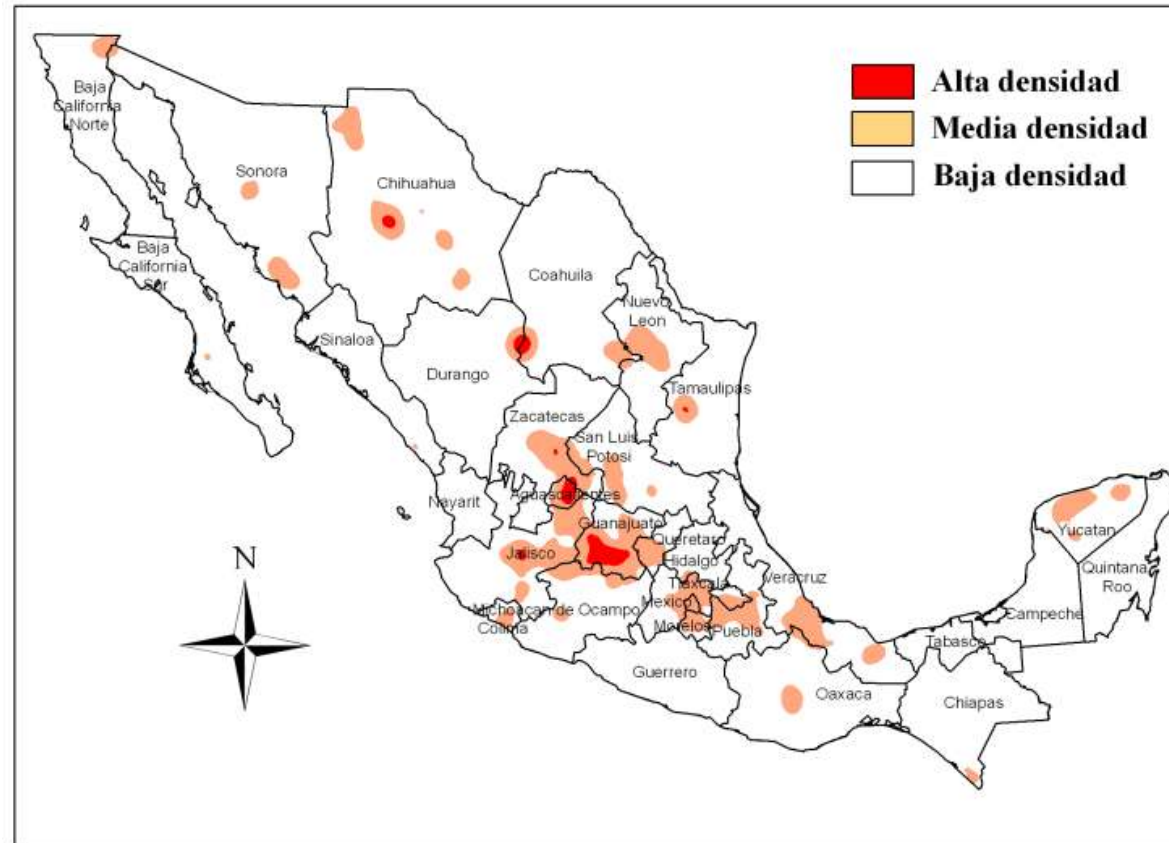 Alta densidad
Media densidad
Baja densidad
Baja
California
Norte
Sonora
Chihuahua
Baja
California
Sur
Coahuila
Nuevo
Leon
Sinaloa
Durango
Tamaulipas
Zacatecas
San Luis
Potosi
Nayarit
Aguascalientes
Guanajuato
Queretaro
Hidalgo
Jalisco
Yucatan
Quintana
Roo
Tlaxcala
Veracruz
Mexico
Michoacan de Ocampo
Colima
Morelos
Puebla
Campeche
Tabasco
Guerrero
Oaxaca
Chiapas
N